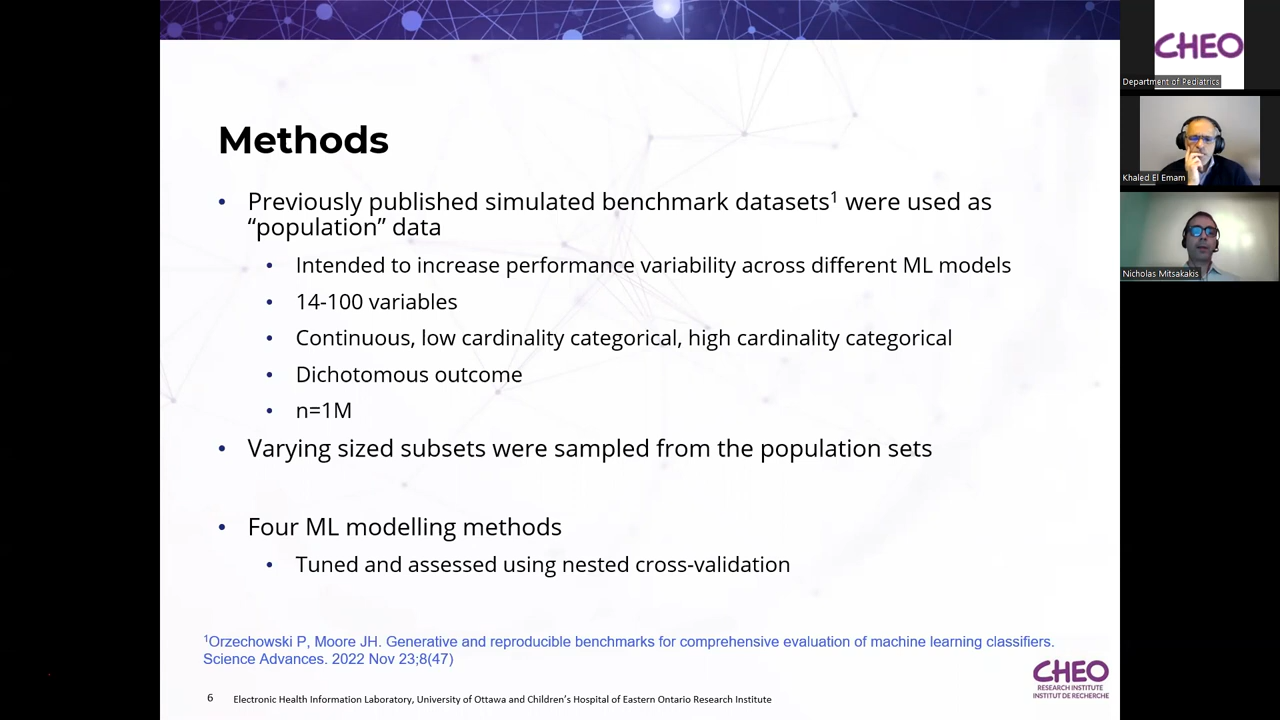 Methods
• Previously published simulated benchmark datasets¹ were used as
“population” data
• Intended to increase performance variability across different ML models
• 14-100 variables
• Continuous, low cardinality categorical, high cardinality categorical
• Dichotomous outcome
• n=1M
• Varying sized subsets were sampled from the population sets
• Four ML modelling methods
• Tuned and assessed using nested cross-validation
¹Orzechowski P, Moore JH. Generative and reproducible benchmarks for comprehensive evaluation of machine learning classifiers.
Science Advances. 2022 Nov 23;8(47)
6 Electronic Health Information Laboratory, University of Ottawa and Children’s Hospital of Eastern Ontario Research Institute
CHEO
RESEARCH INSTITUTE
INSTITUT DE RECHERCHE
CHEO
Department of Pediatrics
Khaled El Emam
Nicholas Mitsakakis